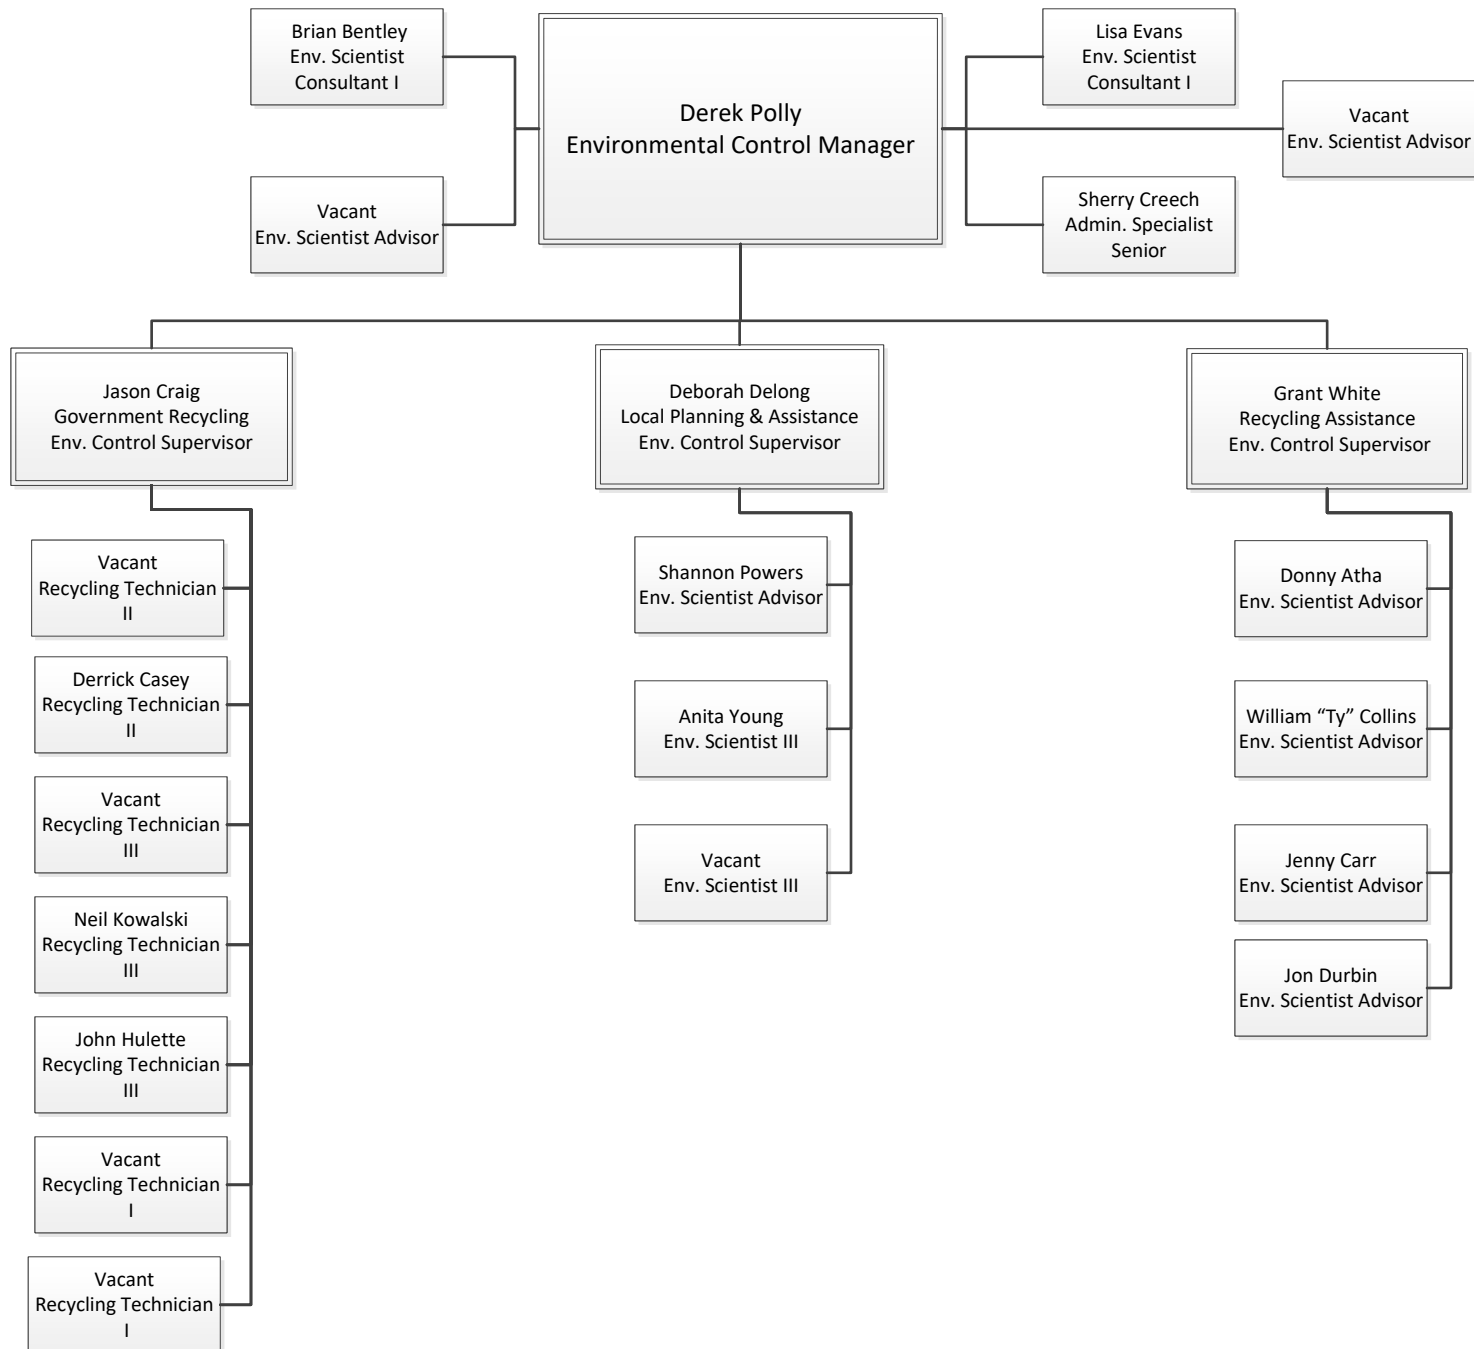 Brian Bentley
Env. Scientist
Consultant I
Derek Polly
Environmental Control Manager
Lisa Evans
Env. Scientist
Consultant I
Vacant
Env. Scientist Advisor
Vacant
Env. Scientist Advisor
Sherry Creech
Admin. Specialist
Senior
Jason Craig
Government Recycling
Env. Control Supervisor
Deborah Delong
Local Planning & Assistance
Env. Control Supervisor
Grant White
Recycling Assistance
Env. Control Supervisor
Vacant
Recycling Technician
II
Derrick Casey
Recycling Technician
II
Vacant
Recycling Technician
III
Neil Kowalski
Recycling Technician
III
John Hulette
Recycling Technician
III
Vacant
Recycling Technician
I
Vacant
Recycling Technician
I
Shannon Powers
Env. Scientist Advisor
Anita Young
Env. Scientist III
Vacant
Env. Scientist III
Donny Atha
Env. Scientist Advisor
William “Ty” Collins
Env. Scientist Advisor
Jenny Carr
Env. Scientist Advisor
Jon Durbin
Env. Scientist Advisor